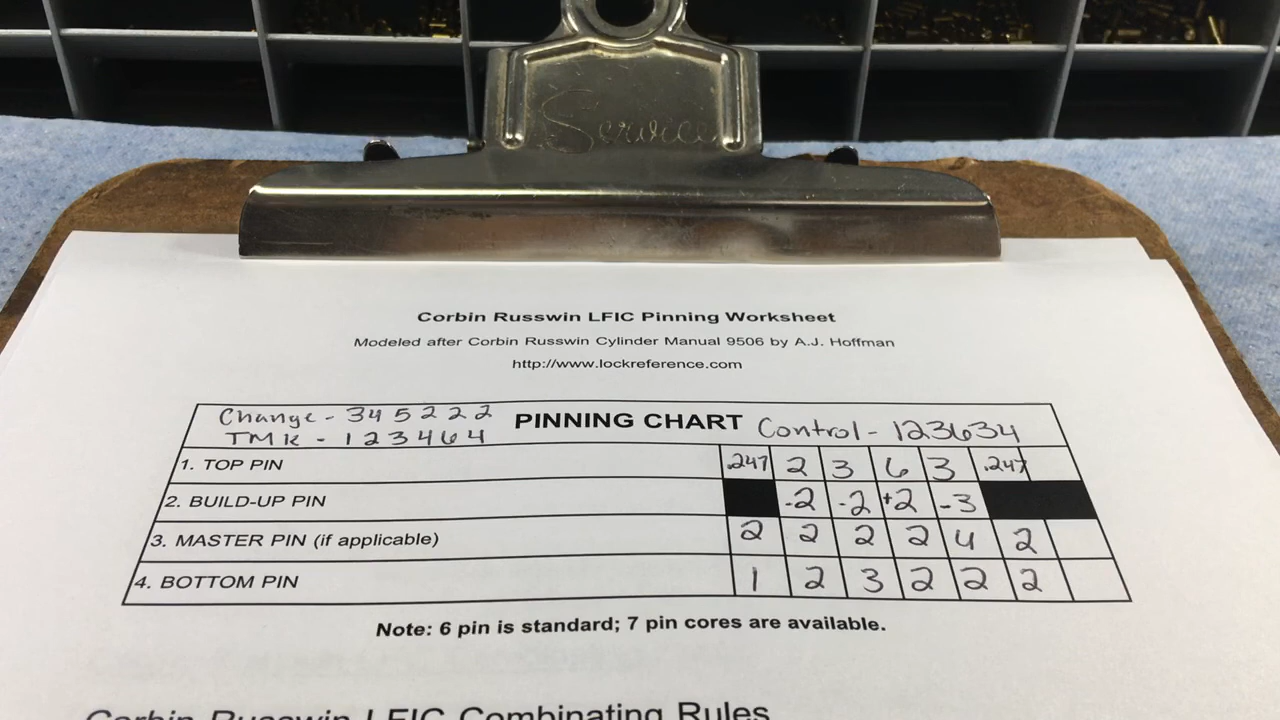 Service
Corbin Russwin LFIC Pinning Worksheet
Modeled after Corbin Russwin Cylinder Manual 9506 by A.J. Hoffman
http://www.lockreference.com
Change - 345222
TMK - 123464
PINNING CHART
Control - 123634
1. TOP PIN .247 2 3 6 3 .247
2. BUILD-UP PIN -2 -2 +2 -3
3. MASTER PIN (if applicable) 2 2 2 2 4 2
4. BOTTOM PIN 1 2 3 2 2 2
Note: 6 pin is standard; 7 pin cores are available.
Corbin Russwin LFIC Combinating Rules